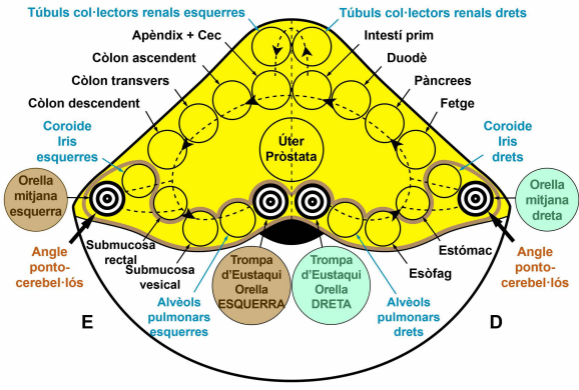 Túbuls col·lectors renals esquerres
Túbuls col·lectors renals drets
Apèndix + Cec
Intestí prim
Còlon ascendent
Duodè
Còlon transvers
Pàncrees
Còlon descendent
Fetge
Coroide
Iris
esquerres
Coroide
Iris
drets
Úter
Pròstata
Orella
mitjana
esquerra
Orella
mitjana
dreta
Angle
ponto-
cerebel·lós
Angle
ponto-
cerebel·lós
Submucosa
rectal
Estómac
Submucosa
vesical
Esòfag
Trompa
d'Eustaqui
Orella
ESQUERRA
Trompa
d'Eustaqui
Orella
DRETA
Alvèols
pulmonars
esquerres
Alvèols
pulmonars
drets
E
D